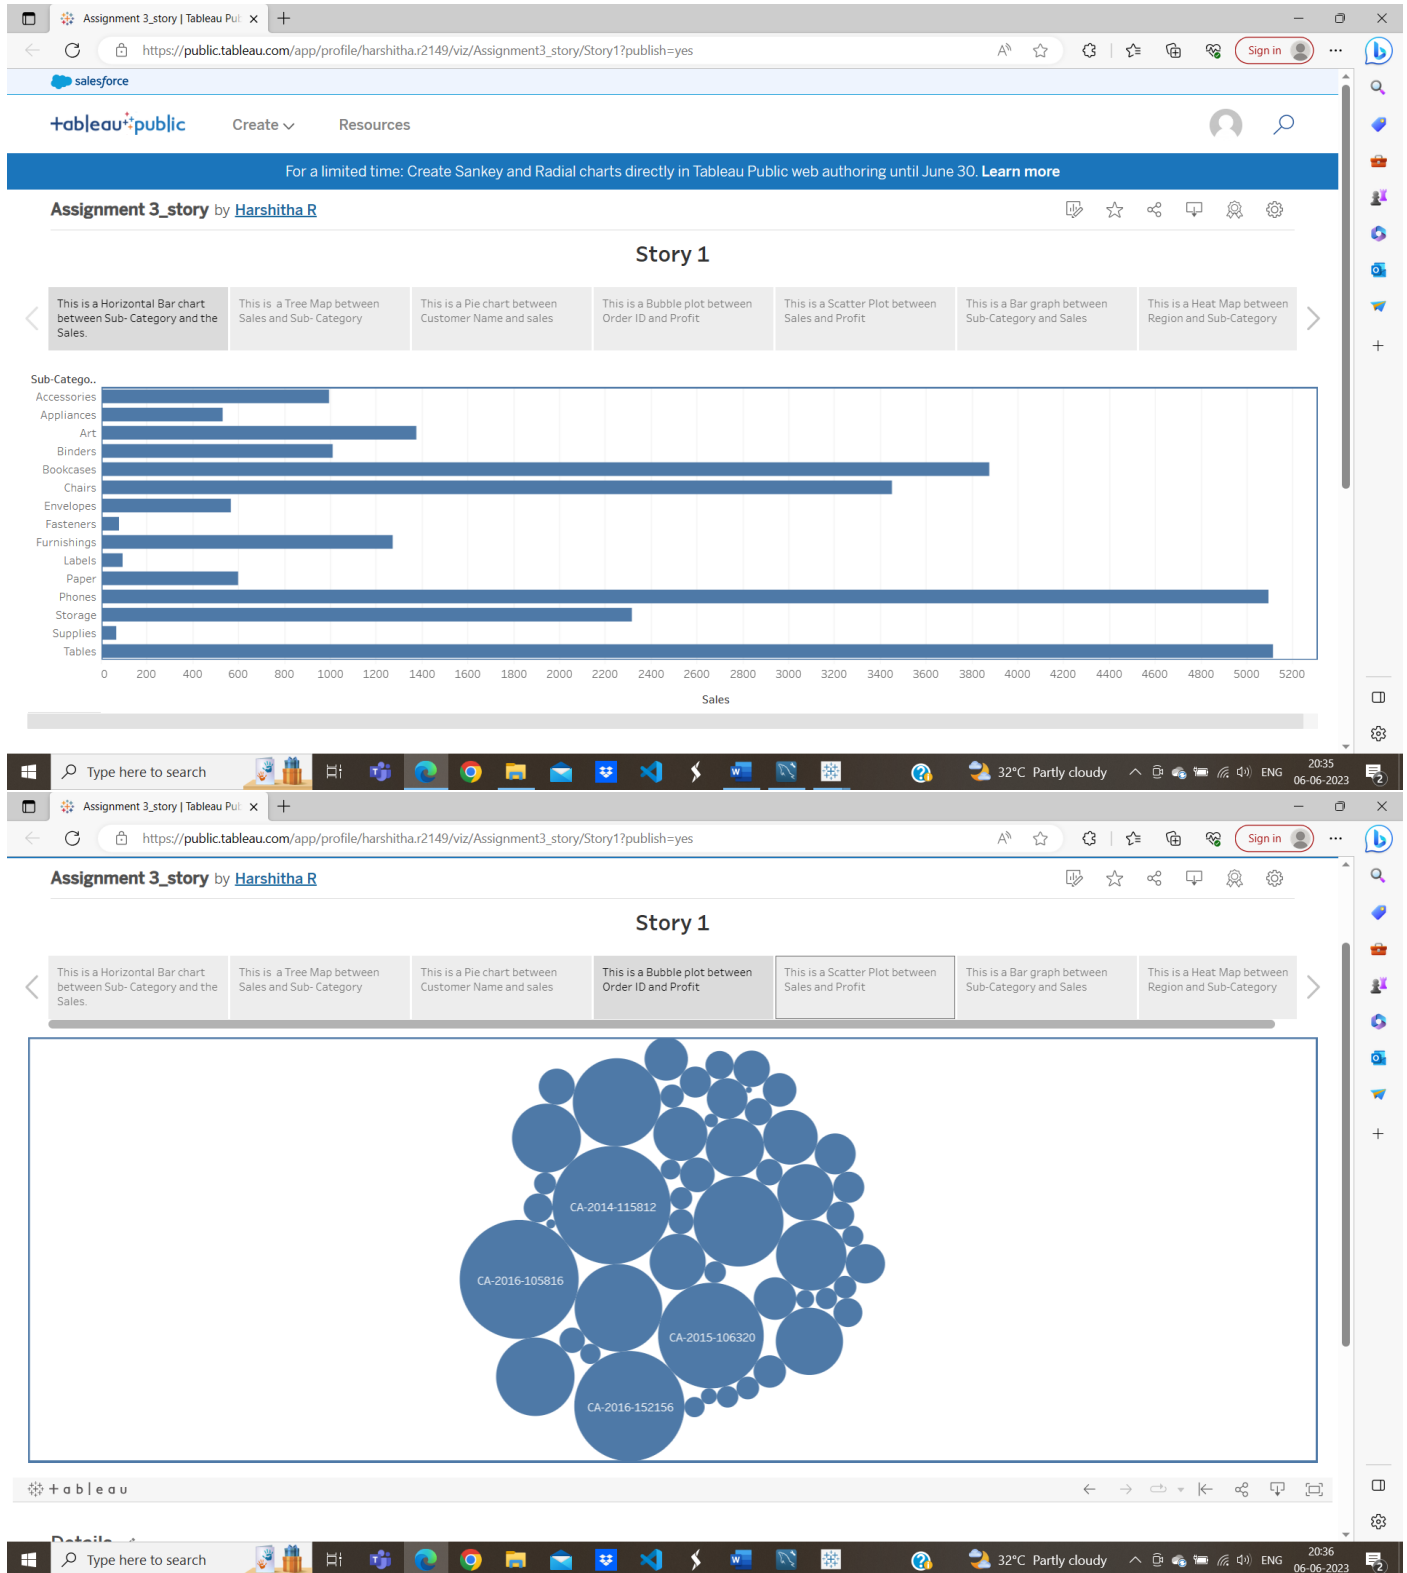 Assignment 3_story | Tableau Pub
https://public.tableau.com/app/profile/harshitha.r2149/viz/Assignment3_story/Story1?publish=yes
Sign in
salesforce
+ableau public
Create
Resources
For a limited time: Create Sankey and Radial charts directly in Tableau Public web authoring until June 30. Learn more
Assignment 3_story by Harshitha R
Story 1
This is a Horizontal Bar chart
between Sub- Category and the
Sales.
This is a Tree Map between
Sales and Sub- Category
This is a Pie chart between
Customer Name and sales
This is a Bubble plot between
Order ID and Profit
This is a Scatter Plot between
Sales and Profit
This is a Bar graph between
Sub-Category and Sales
This is a Heat Map between
Region and Sub-Category
Sub-Catego..
Accessories
Appliances
Art
Binders
Bookcases
Chairs
Envelopes
Fasteners
Furnishings
Labels
Paper
Phones
Storage
Supplies
Tables
0 200 400 600 800 1000 1200 1400 1600 1800 2000 2200 2400 2600 2800 3000 3200 3400 3600 3800 4000 4200 4400 4600 4800 5000 5200
Sales
Type here to search
32°C Partly cloudy
ENG
20:35
06-06-2023
2
Assignment 3_story | Tableau Pub
https://public.tableau.com/app/profile/harshitha.r2149/viz/Assignment3_story/Story1?publish=yes
Sign in
Assignment 3_story by Harshitha R
Story 1
This is a Horizontal Bar chart
between Sub- Category and the
Sales.
This is a Tree Map between
Sales and Sub- Category
This is a Pie chart between
Customer Name and sales
This is a Bubble plot between
Order ID and Profit
This is a Scatter Plot between
Sales and Profit
This is a Bar graph between
Sub-Category and Sales
This is a Heat Map between
Region and Sub-Category
CA-2014-115812
CA-2016-105816
CA-2015-106320
CA-2016-152156
+ableau
Details
Type here to search
32°C Partly cloudy
ENG
20:36
06-06-2023
2